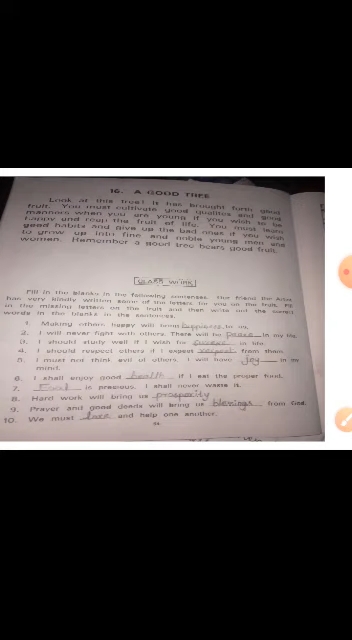 16. A GOOD TREE
Look at this tree! It has brought forth good
fruit. You must cultivate good qualities and good
manners when you are young if you wish to be
happy and reap the fruit of life. You must learn
good habits and give up the bad ones if you wish
to grow up into fine and noble young men and
women. Remember a good tree bears good fruit.
Fill in the blanks in the following sentences. The friend the Artist
has very kindly written some of the letters for you on the fruit. Fill
in the missing letters on the fruit and then write out the correct
words in the blanks in the sentences.
1. Making others happy will bring happiness to us.
2. I will never fight with others. There will be peace in my life.
3. I should study well if I wish to in life.
4. I should respect others if I expect respect from them.
5. I must not think evil of others. I will have joy in m
mind.
6. I shall enjoy good health if I eat the proper food.
7. Food is precious. I shall never waste it.
8. Hard work will bring us prosperity
9. Prayer and good deeds will bring us blessings from God.
10. We must love and help one another.